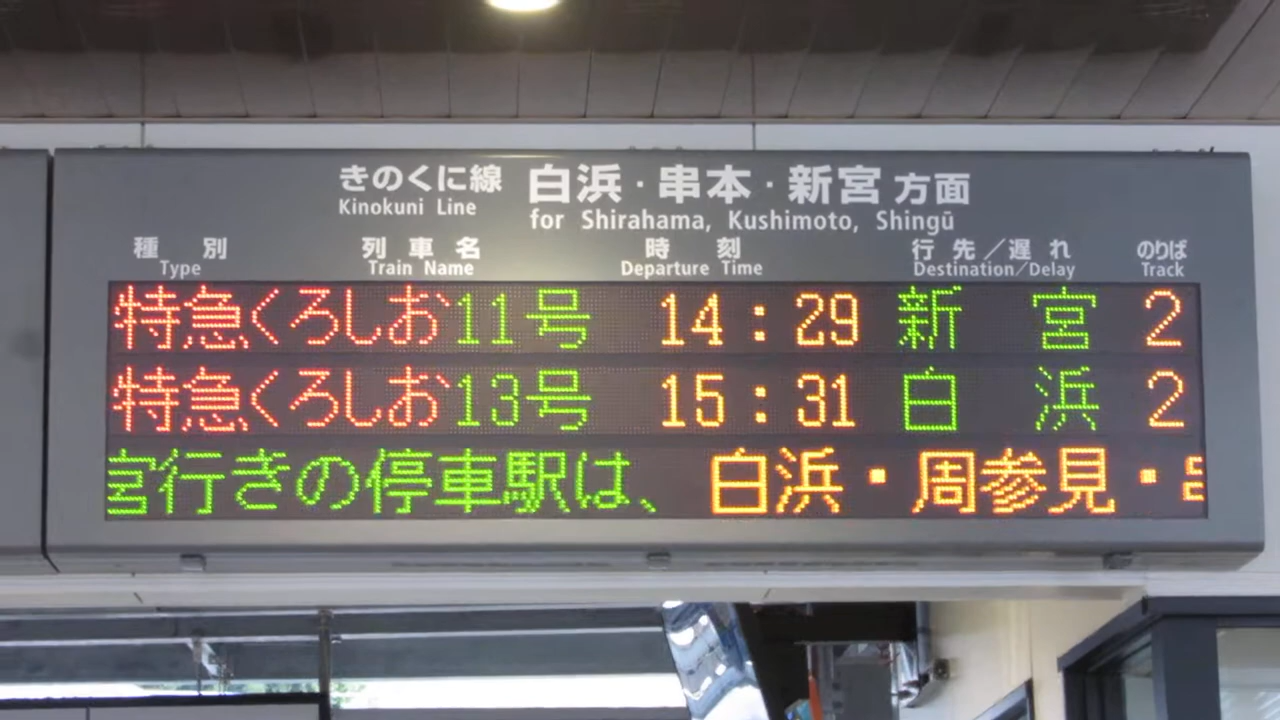 きのくに線 白浜・串本・新宮 方面
Kinokuni Line for Shirahama, Kushimoto, Shingū
種別 列車名 時刻 行先／遅れ のりば
Type Train Name Departure Time Destination/Delay Track
特急くろしお11号 14:29 新宮 2
特急くろしお13号 15:31 白浜 2
宮行きの停車駅は、 白浜・周参見・